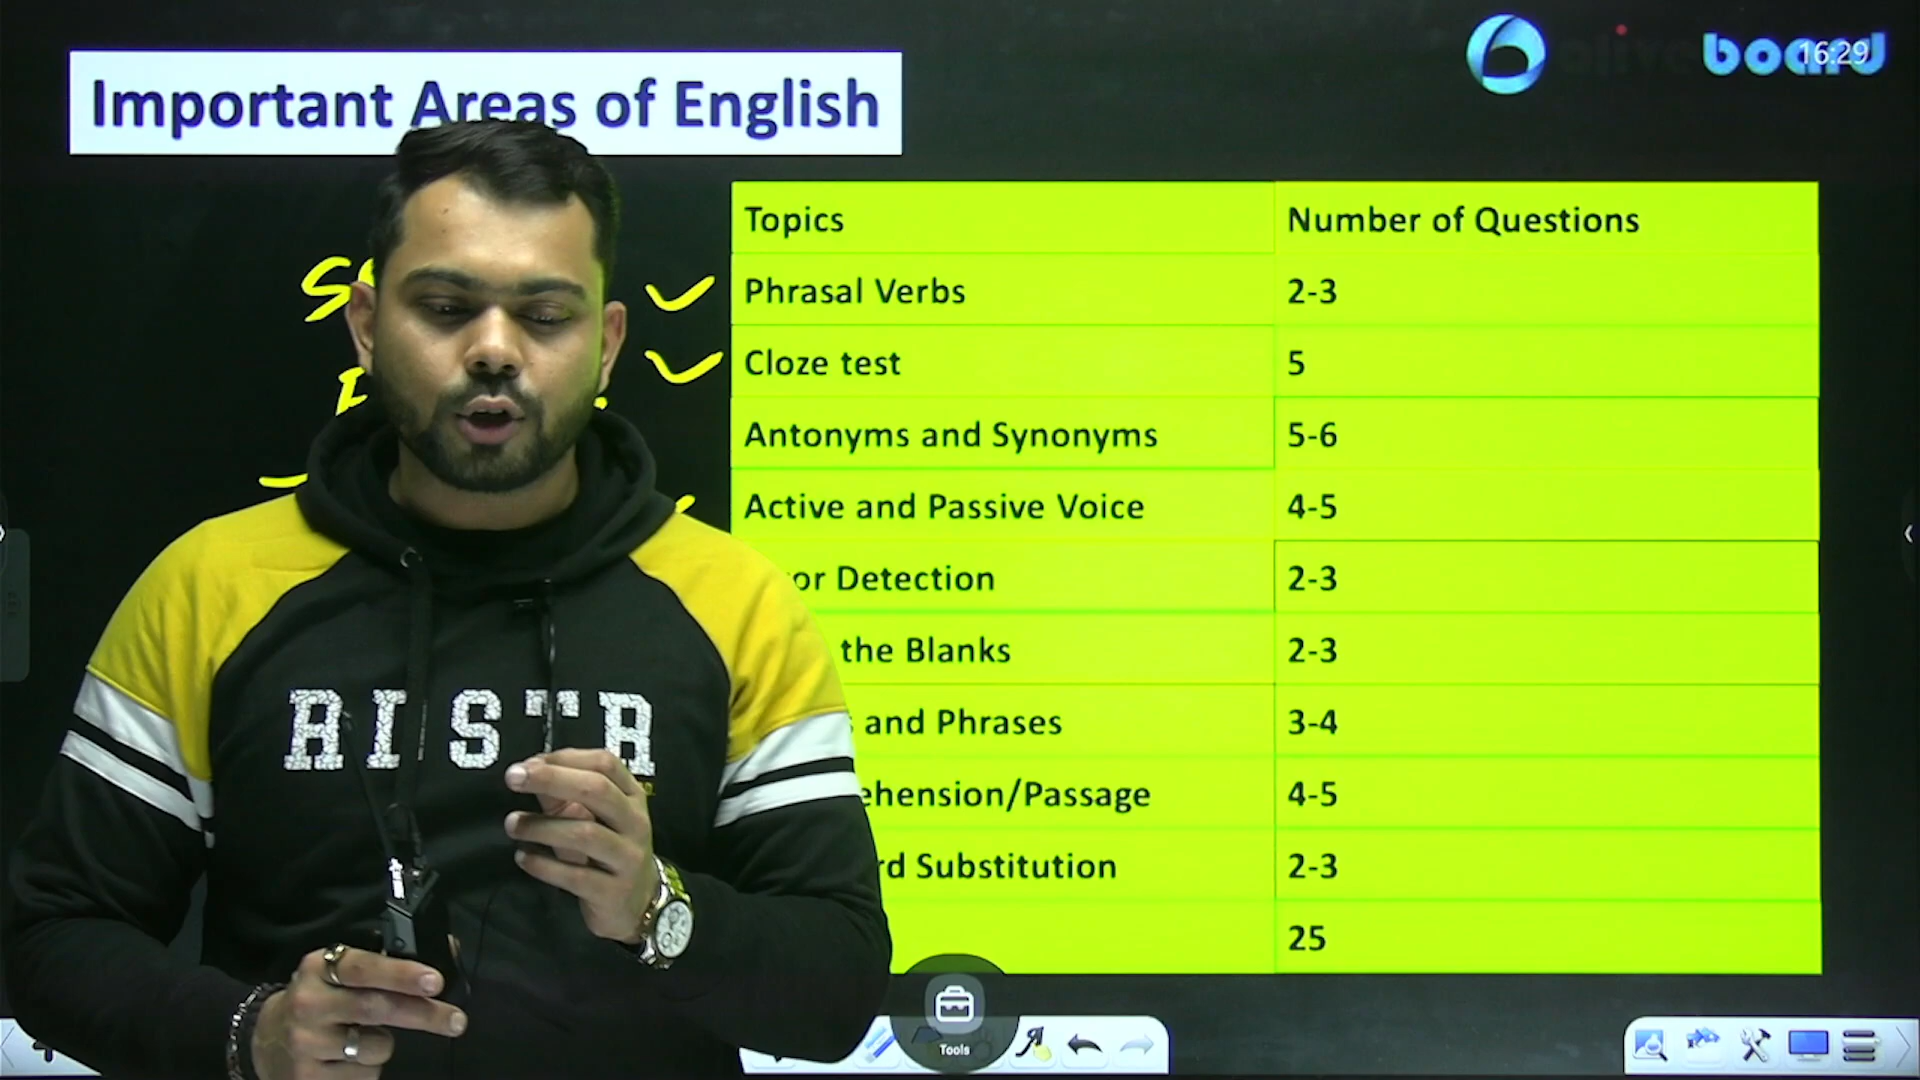 Important Areas of English
alive board
16:29
Topics Number of Questions
Phrasal Verbs 2-3
Cloze test 5
Antonyms and Synonyms 5-6
Active and Passive Voice 4-5
or Detection 2-3
the Blanks 2-3
s and Phrases 3-4
ehension/Passage 4-5
rd Substitution 2-3
25
RISTR
Tools